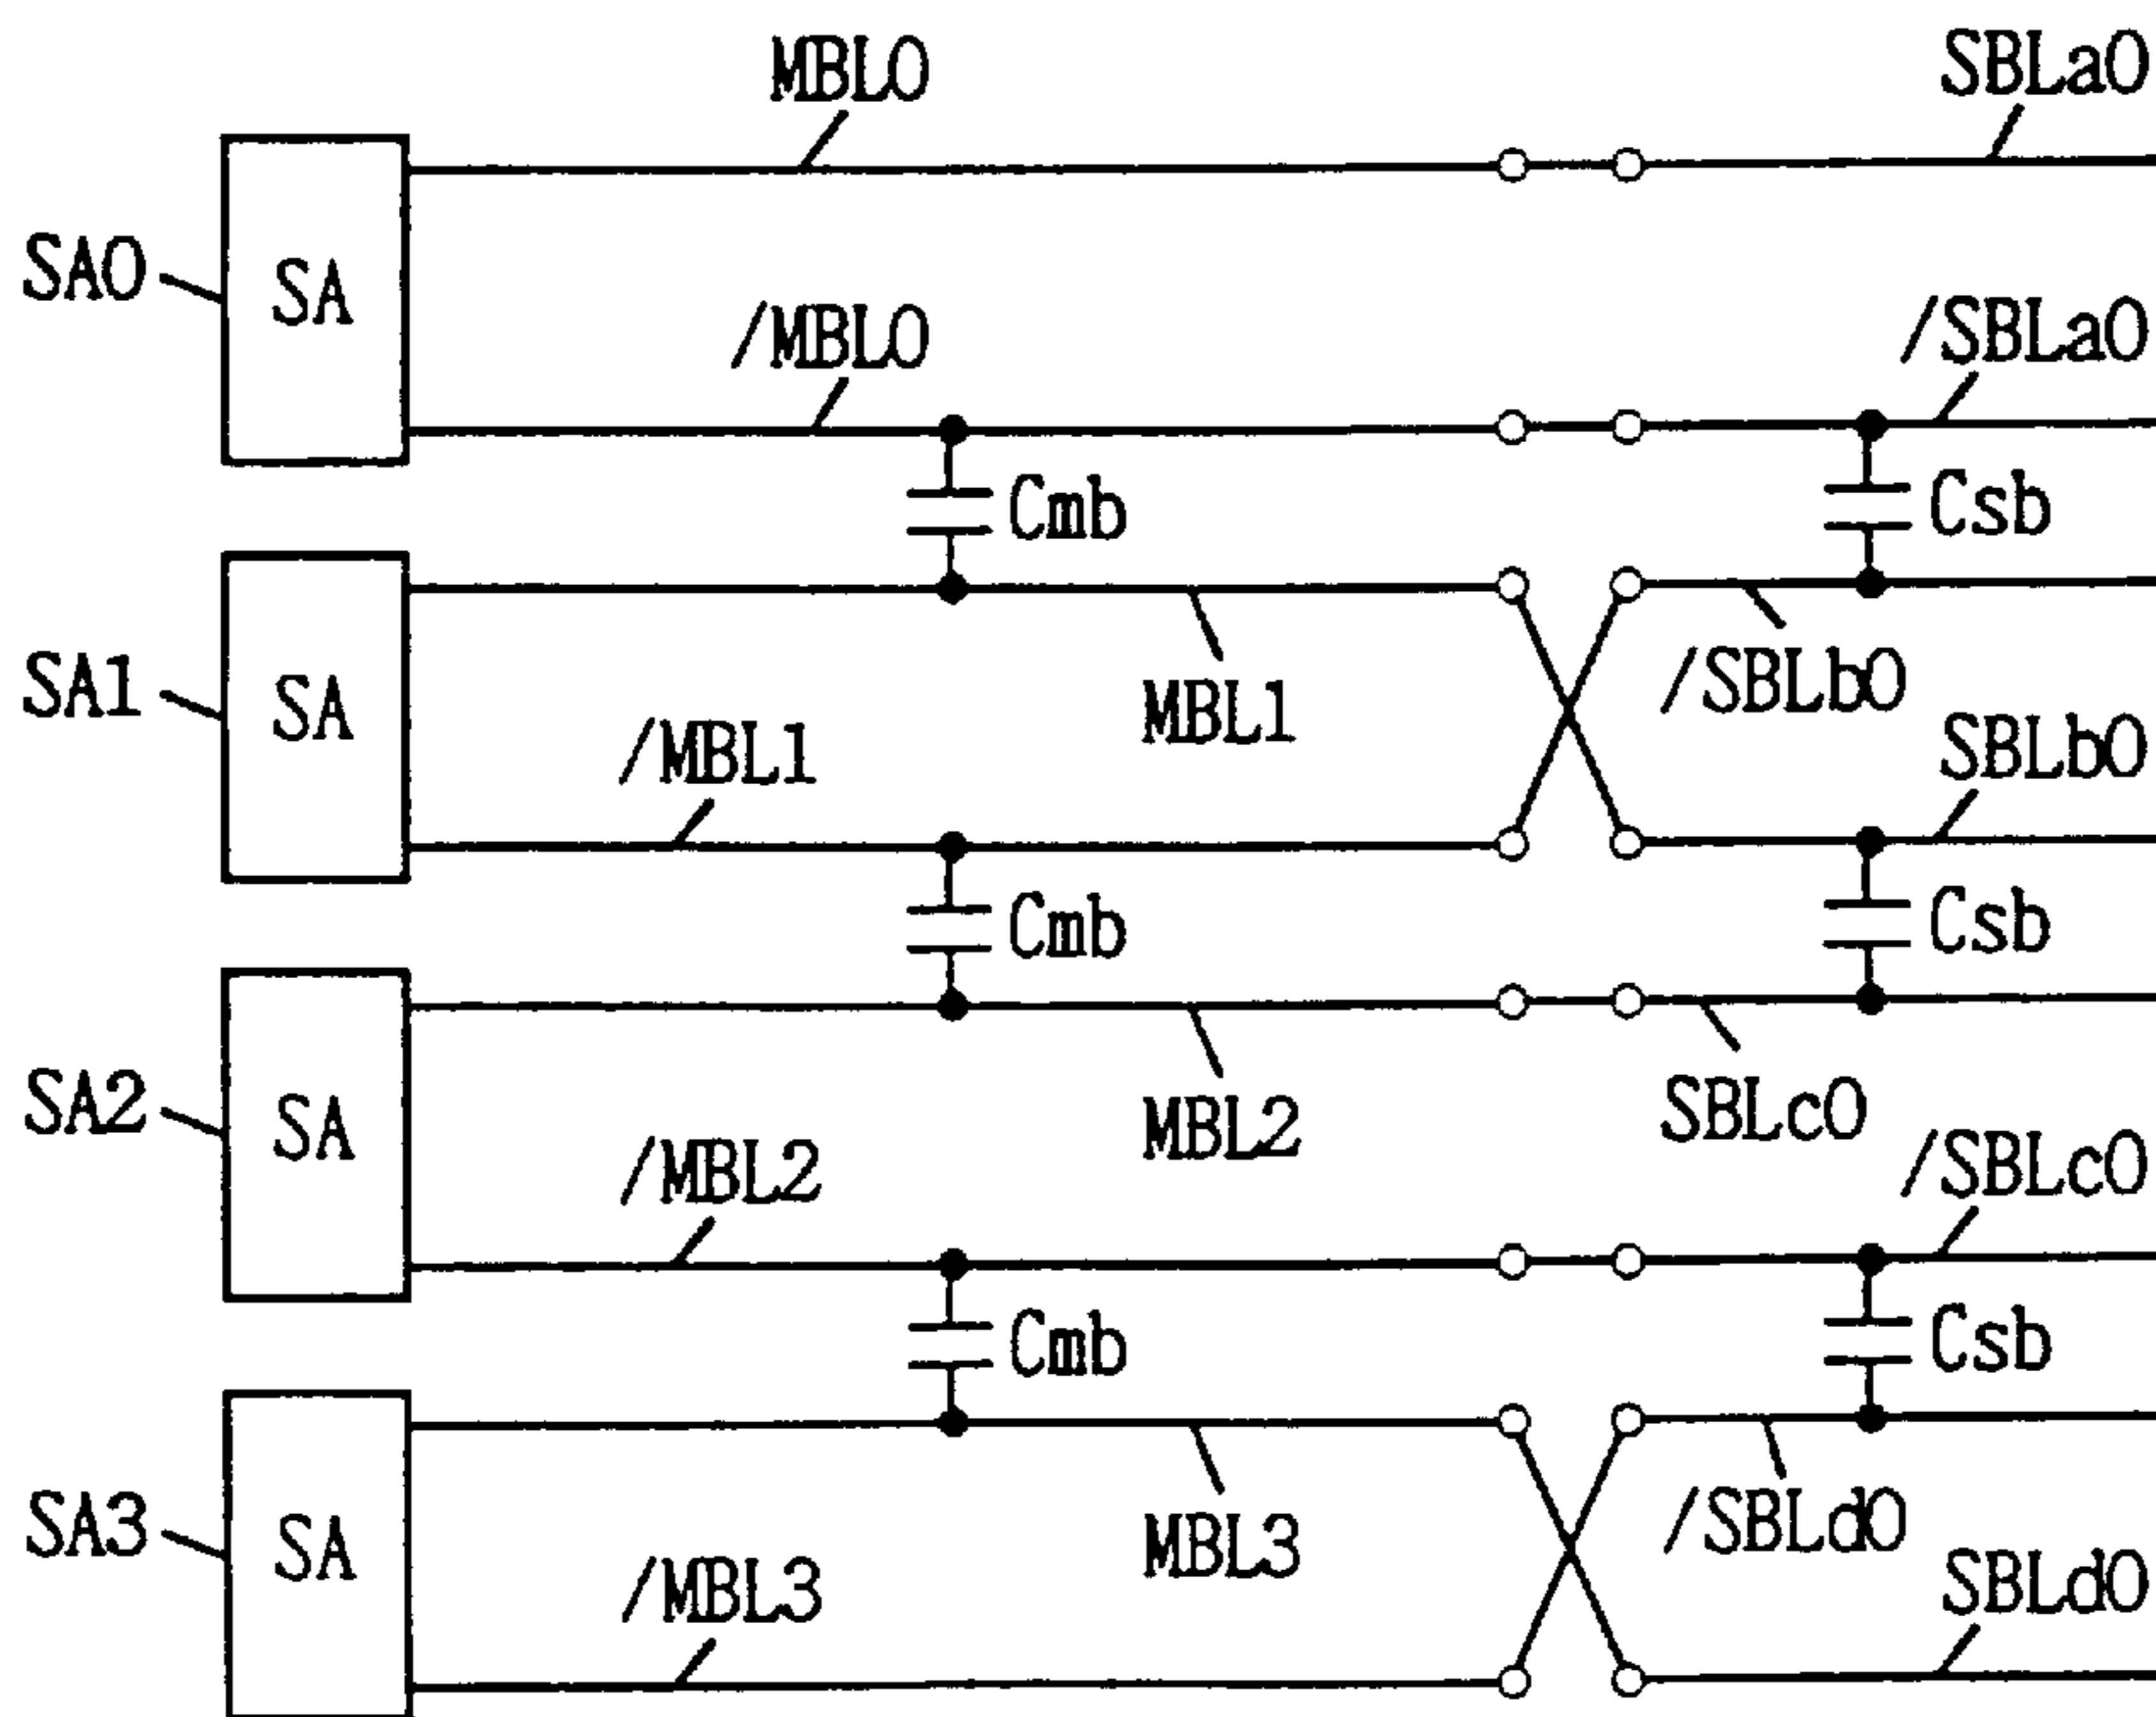 MBL0
SBLa0
SA0
SA
/MBL0
/SBLa0
Cmb
Csb
SA1
SA
MBL1
/SBLb0
/MBL1
SBLb0
Cmb
Csb
SA2
SA
MBL2
SBLc0
/MBL2
/SBLc0
Cmb
Csb
SA3
SA
MBL3
/SBLd0
/MBL3
SBLd0